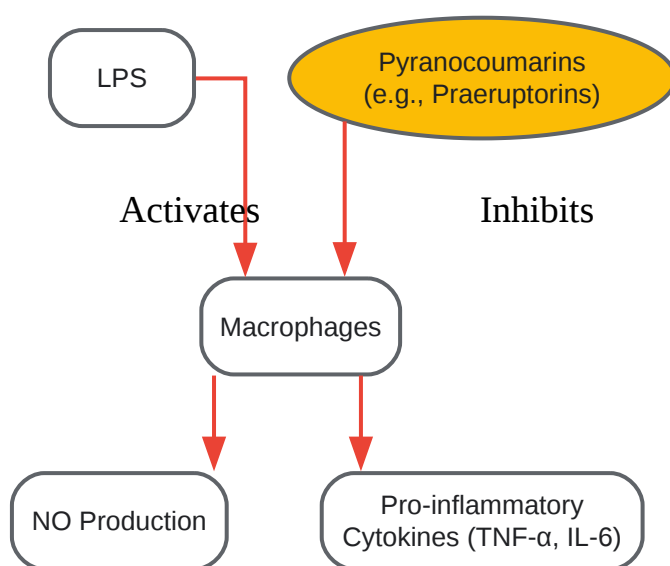 LPS
Pyranocoumarins
(e.g., Praeruptorins)
Activates
Inhibits
Macrophages
NO Production
Pro-inflammatory
Cytokines (TNF-α, IL-6)